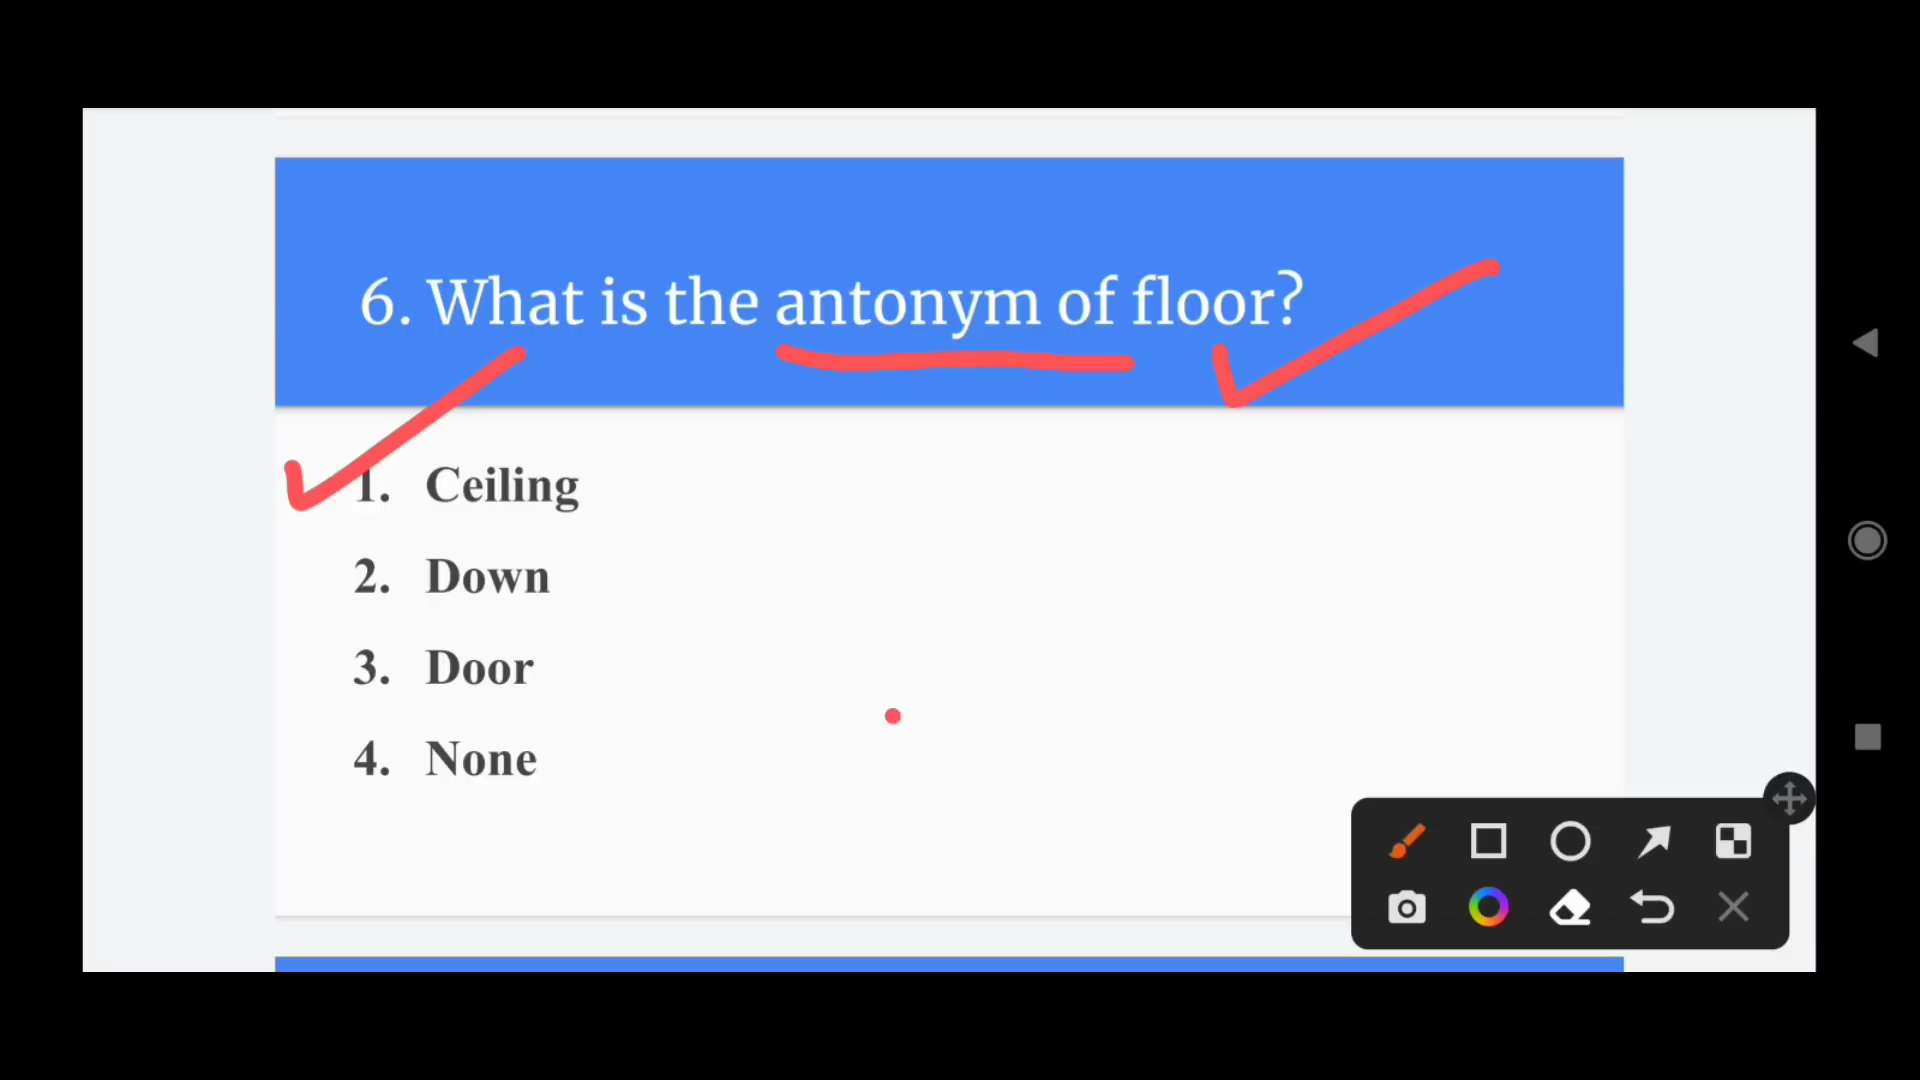 6. What is the antonym of floor?
1. Ceiling
2. Down
3. Door
4. None